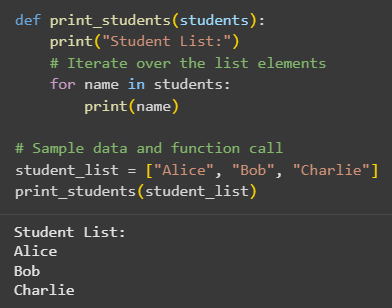 def print_students(students):
    print("Student List:")
    # Iterate over the list elements
    for name in students:
        print(name)

# Sample data and function call
student_list = ["Alice", "Bob", "Charlie"]
print_students(student_list)

Student List:
Alice
Bob
Charlie